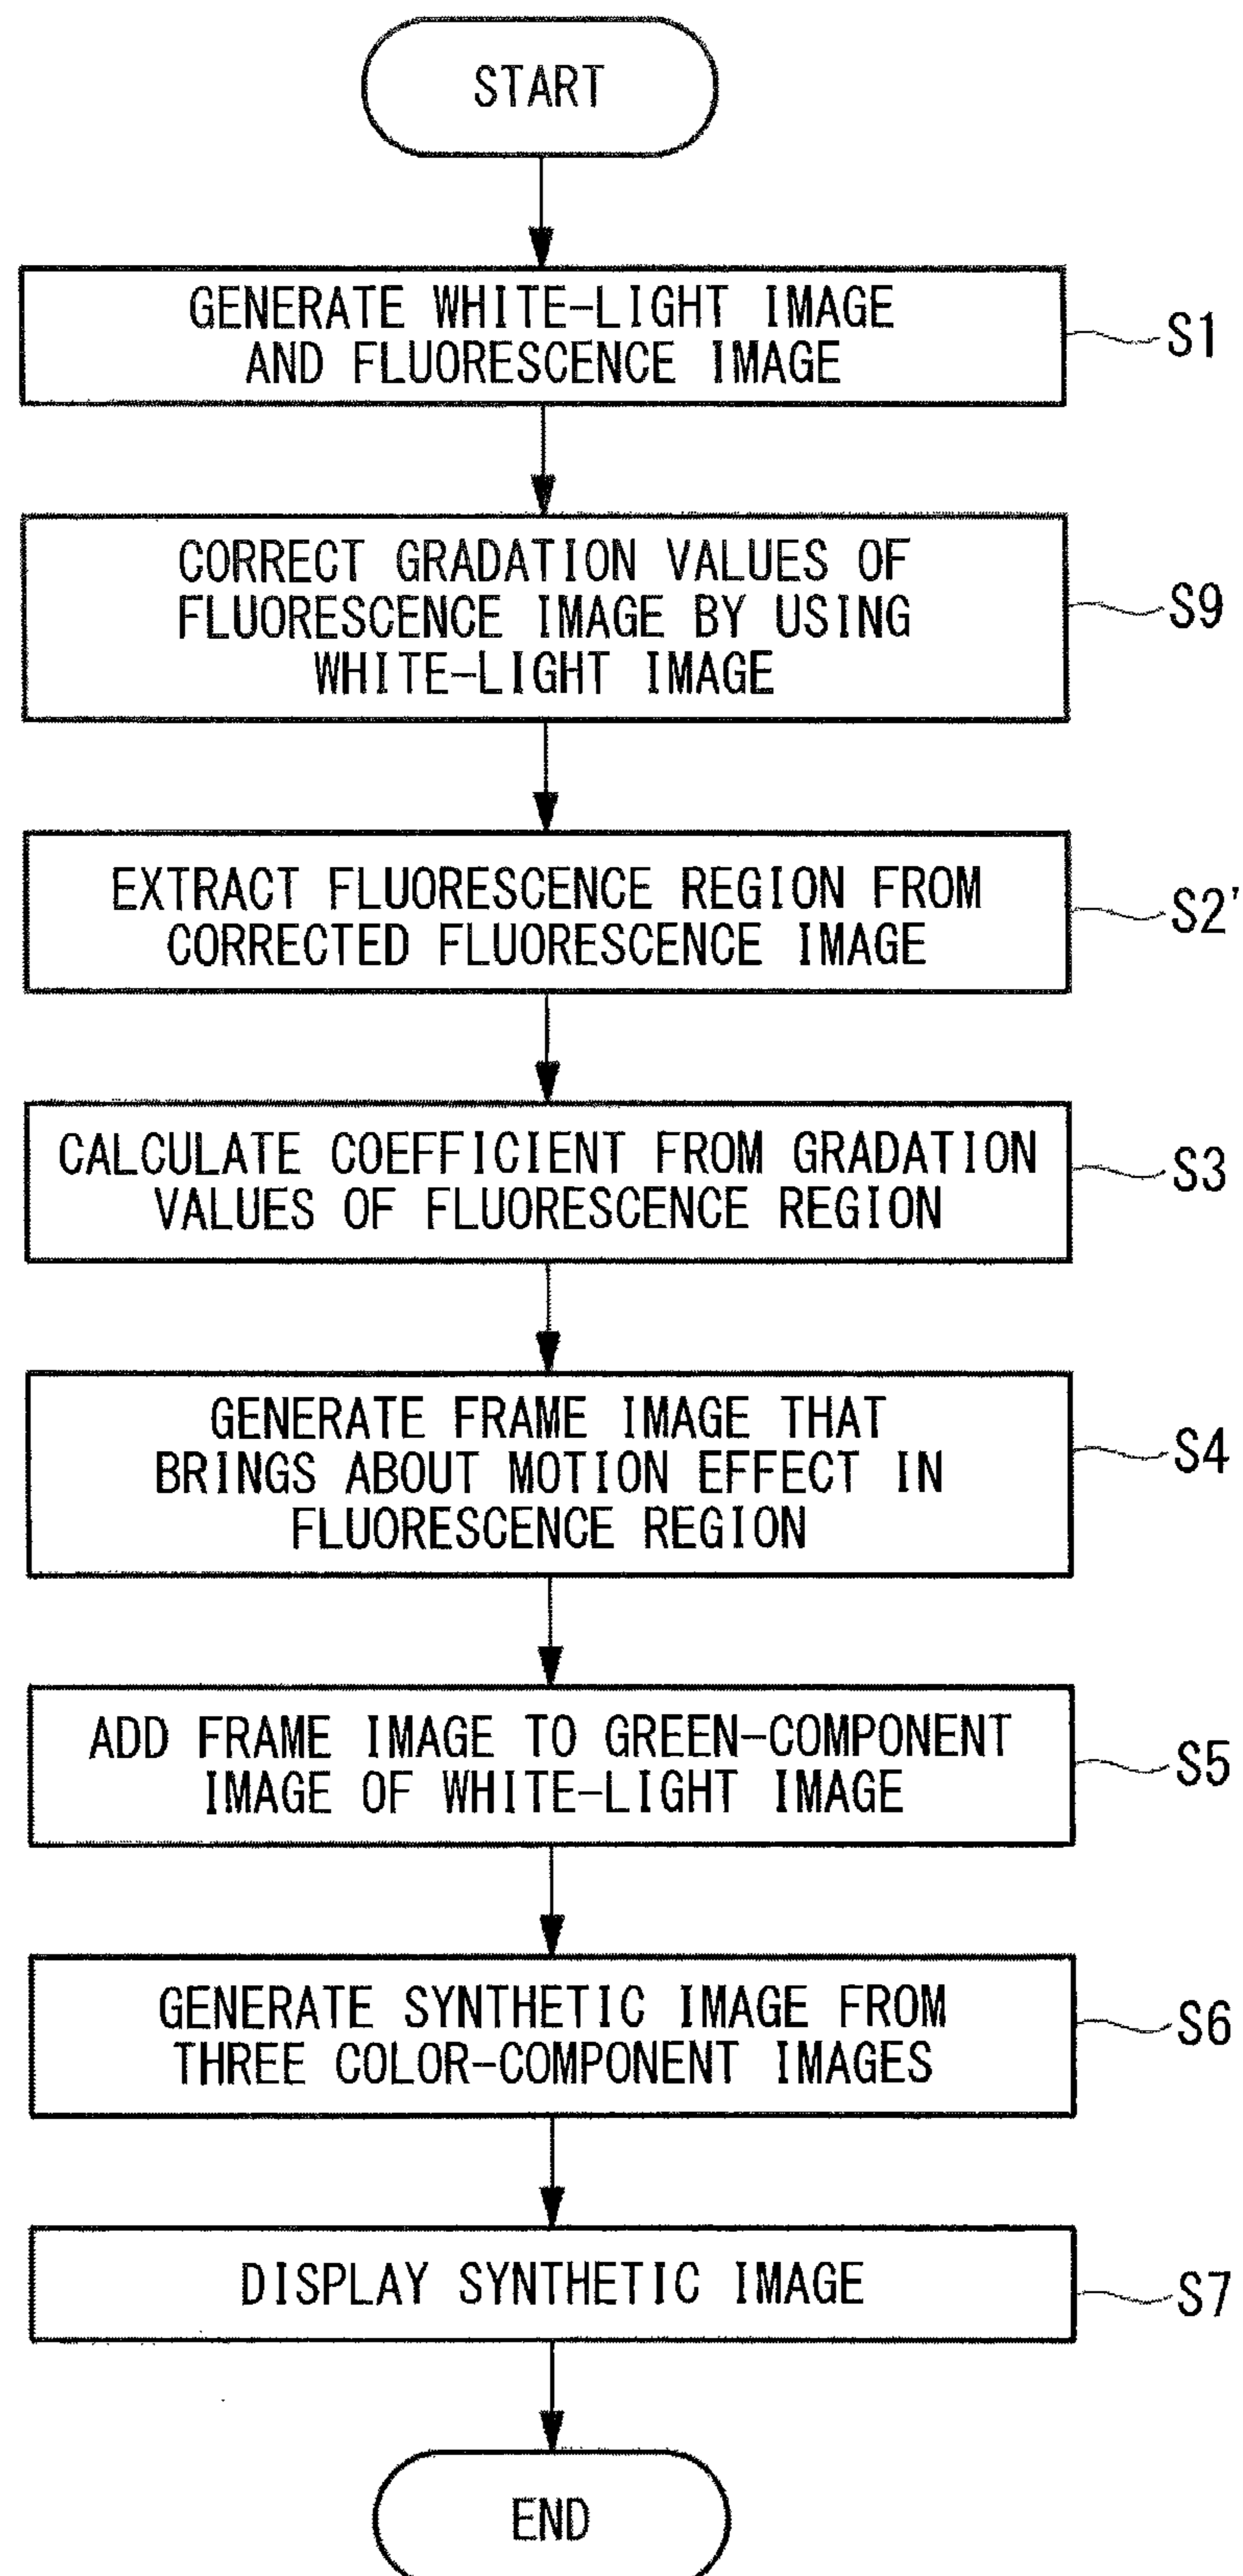 START
GENERATE WHITE-LIGHT IMAGE
AND FLUORESCENCE IMAGE
S1
CORRECT GRADATION VALUES OF
FLUORESCENCE IMAGE BY USING
WHITE-LIGHT IMAGE
S9
EXTRACT FLUORESCENCE REGION FROM
CORRECTED FLUORESCENCE IMAGE
S2'
CALCULATE COEFFICIENT FROM GRADATION
VALUES OF FLUORESCENCE REGION
S3
GENERATE FRAME IMAGE THAT
BRINGS ABOUT MOTION EFFECT IN
FLUORESCENCE REGION
S4
ADD FRAME IMAGE TO GREEN-COMPONENT
IMAGE OF WHITE-LIGHT IMAGE
S5
GENERATE SYNTHETIC IMAGE FROM
THREE COLOR-COMPONENT IMAGES
S6
DISPLAY SYNTHETIC IMAGE
S7
END